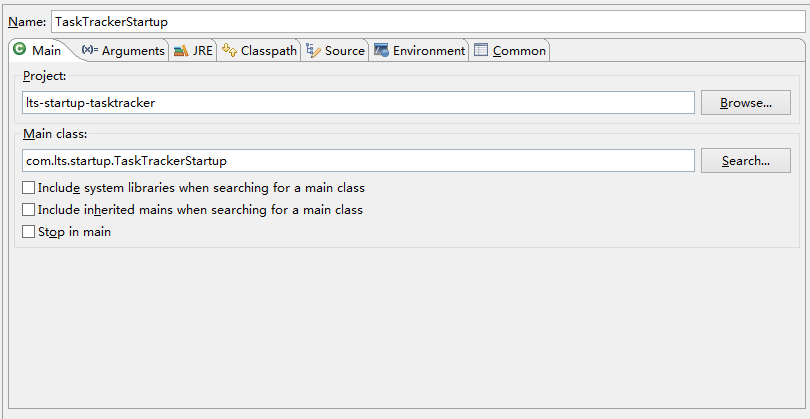 Name: TaskTrackerStartup
Main (x)= Arguments JRE Classpath Source Environment Common
Project:
lts-startup-tasktracker Browse...
Main class:
com.lts.startup.TaskTrackerStartup Search...
Include system libraries when searching for a main class
Include inherited mains when searching for a main class
Stop in main